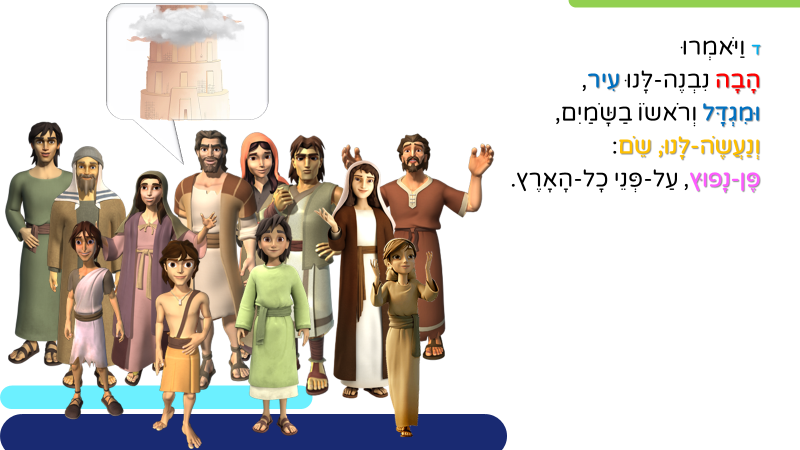 ד וַיֹּאמְרוּ
הָבָה נִבְנֶה-לָּנוּ עִיר,
וּמִגְדָּל וְרֹאשׁוֹ בַשָּׁמַיִם,
וְנַעֲשֶׂה-לָּנוּ, שֵׁם:
פֶּן-נָפוּץ, עַל-פְּנֵי כָל-הָאָרֶץ.